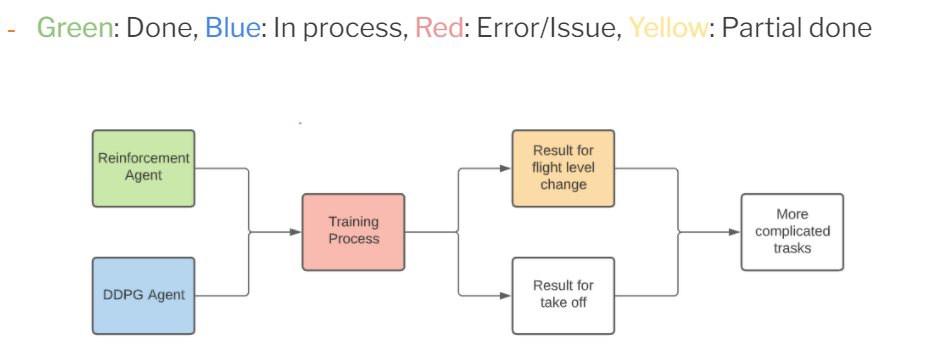 - Green: Done, Blue: In process, Red: Error/Issue, Yellow: Partial done
Reinforcement
Agent
DDPG Agent
Training
Process
Result for
flight level
change
Result for
take off
More
complicated
trasks